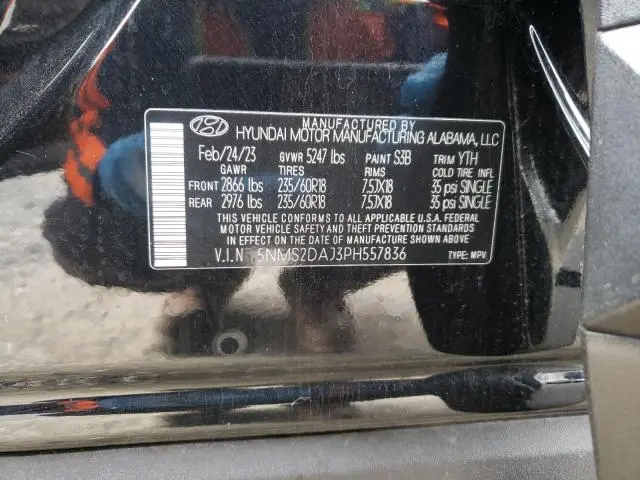 MANUFACTURED BY
HYUNDAI MOTOR MANUFACTURING ALABAMA, LLC
Feb/24/23 GVWR 5247 lbs PAINT S3B TRIM YTH
GAWR TIRES RIMS COLD TIRE INFL
FRONT 2866 lbs 235/60R18 7.5JX18 35 psi SINGLE
REAR 2976 lbs 235/60R18 7.5JX18 35 psi SINGLE
THIS VEHICLE CONFORMS TO ALL APPLICABLE U.S.A. FEDERAL
MOTOR VEHICLE SAFETY AND THEFT PREVENTION STANDARDS
IN EFFECT ON THE DATE OF MANUFACTURE SHOWN ABOVE.
V.I.N 5NMS2DAJ3PH557836 TYPE: MPV